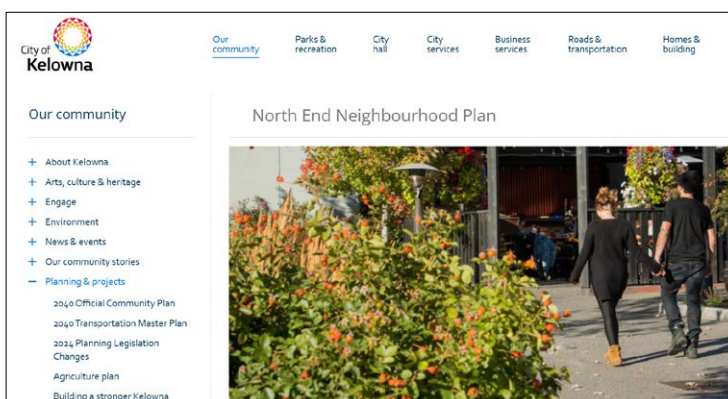 City of
Kelowna
Our
community
Parks &
recreation
City
hall
City
services
Business
services
Roads &
transportation
Homes &
building
Our community
+ About Kelowna
+ Arts, culture & heritage
+ Engage
+ Environment
+ News & events
+ Our community stories
− Planning & projects
2040 Official Community Plan
2040 Transportation Master Plan
2024 Planning Legislation
Changes
Agriculture plan
Building a stronger Kelowna
North End Neighbourhood Plan